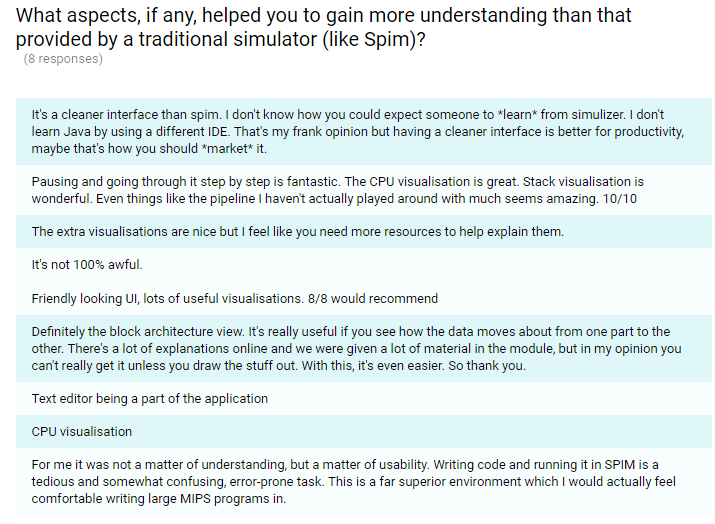 What aspects, if any, helped you to gain more understanding than that
provided by a traditional simulator (like Spim)?
(8 responses)
It's a cleaner interface than spim. I don't know how you could expect someone to *learn* from simulizer. I don't
learn Java by using a different IDE. That's my frank opinion but having a cleaner interface is better for productivity,
maybe that's how you should *market* it.
Pausing and going through it step by step is fantastic. The CPU visualisation is great. Stack visualisation is
wonderful. Even things like the pipeline I haven't actually played around with much seems amazing. 10/10
The extra visualisations are nice but I feel like you need more resources to help explain them.
It's not 100% awful.
Friendly looking UI, lots of useful visualisations. 8/8 would recommend
Definitely the block architecture view. It's really useful if you see how the data moves about from one part to the
other. There's a lot of explanations online and we were given a lot of material in the module, but in my opinion you
can't really get it unless you draw the stuff out. With this, it's even easier. So thank you.
Text editor being a part of the application
CPU visualisation
For me it was not a matter of understanding, but a matter of usability. Writing code and running it in SPIM is a
tedious and somewhat confusing, error-prone task. This is a far superior environment which I would actually feel
comfortable writing large MIPS programs in.